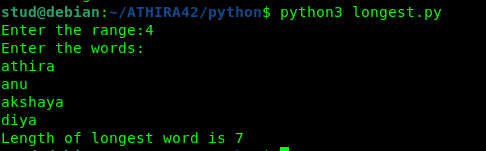 stud@debian:~/ATHIRA42/python$ python3 longest.py
Enter the range:4
Enter the words:
athira
anu
akshaya
diya
Length of longest word is 7